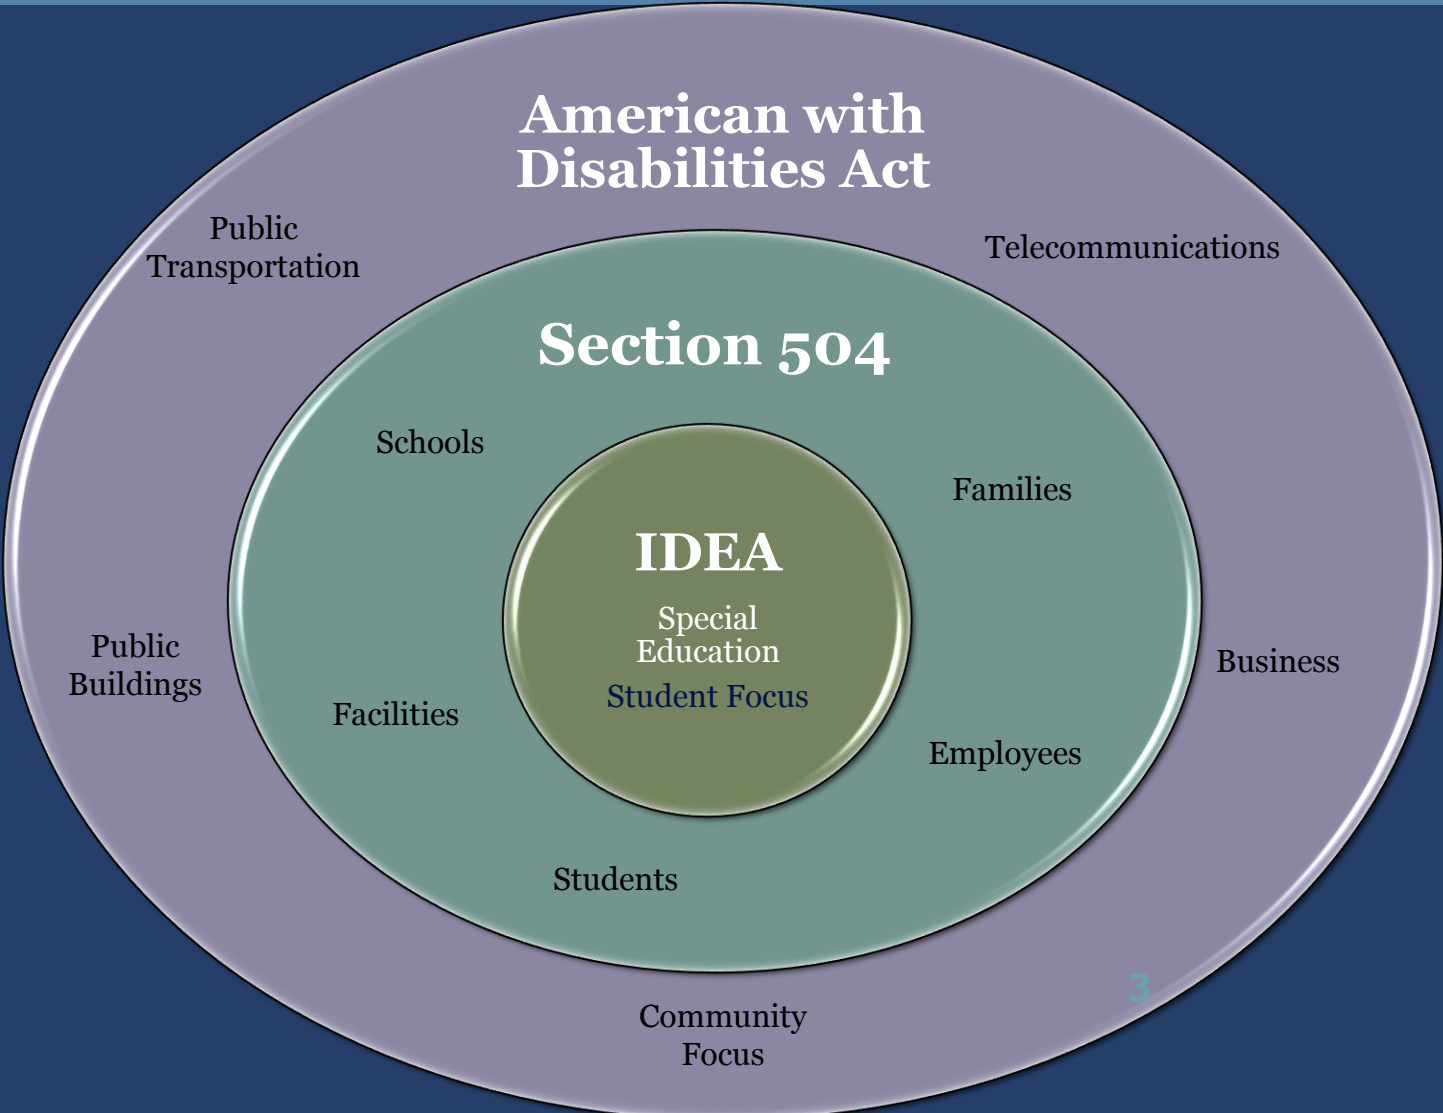 American with
Disabilities Act
Public
Transportation
Telecommunications
Section 504
Schools
Families
IDEA
Special
Education
Student Focus
Public
Buildings
Business
Facilities
Employees
Students
3
Community
Focus